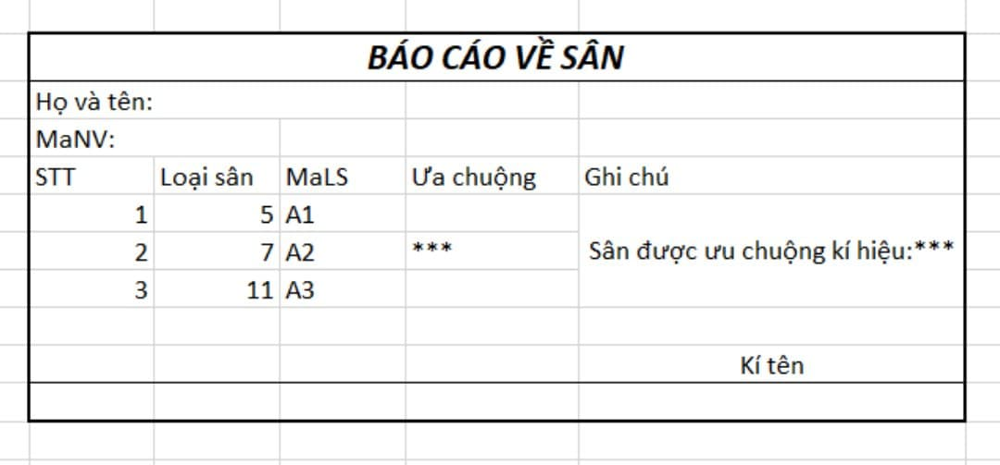 BÁO CÁO VỀ SÂN
Họ và tên:
MaNV:
STT Loại sân MaLS Ưa chuộng Ghi chú
1 5 A1
2 7 A2 *** Sân được ưu chuộng kí hiệu:***
3 11 A3
Kí tên